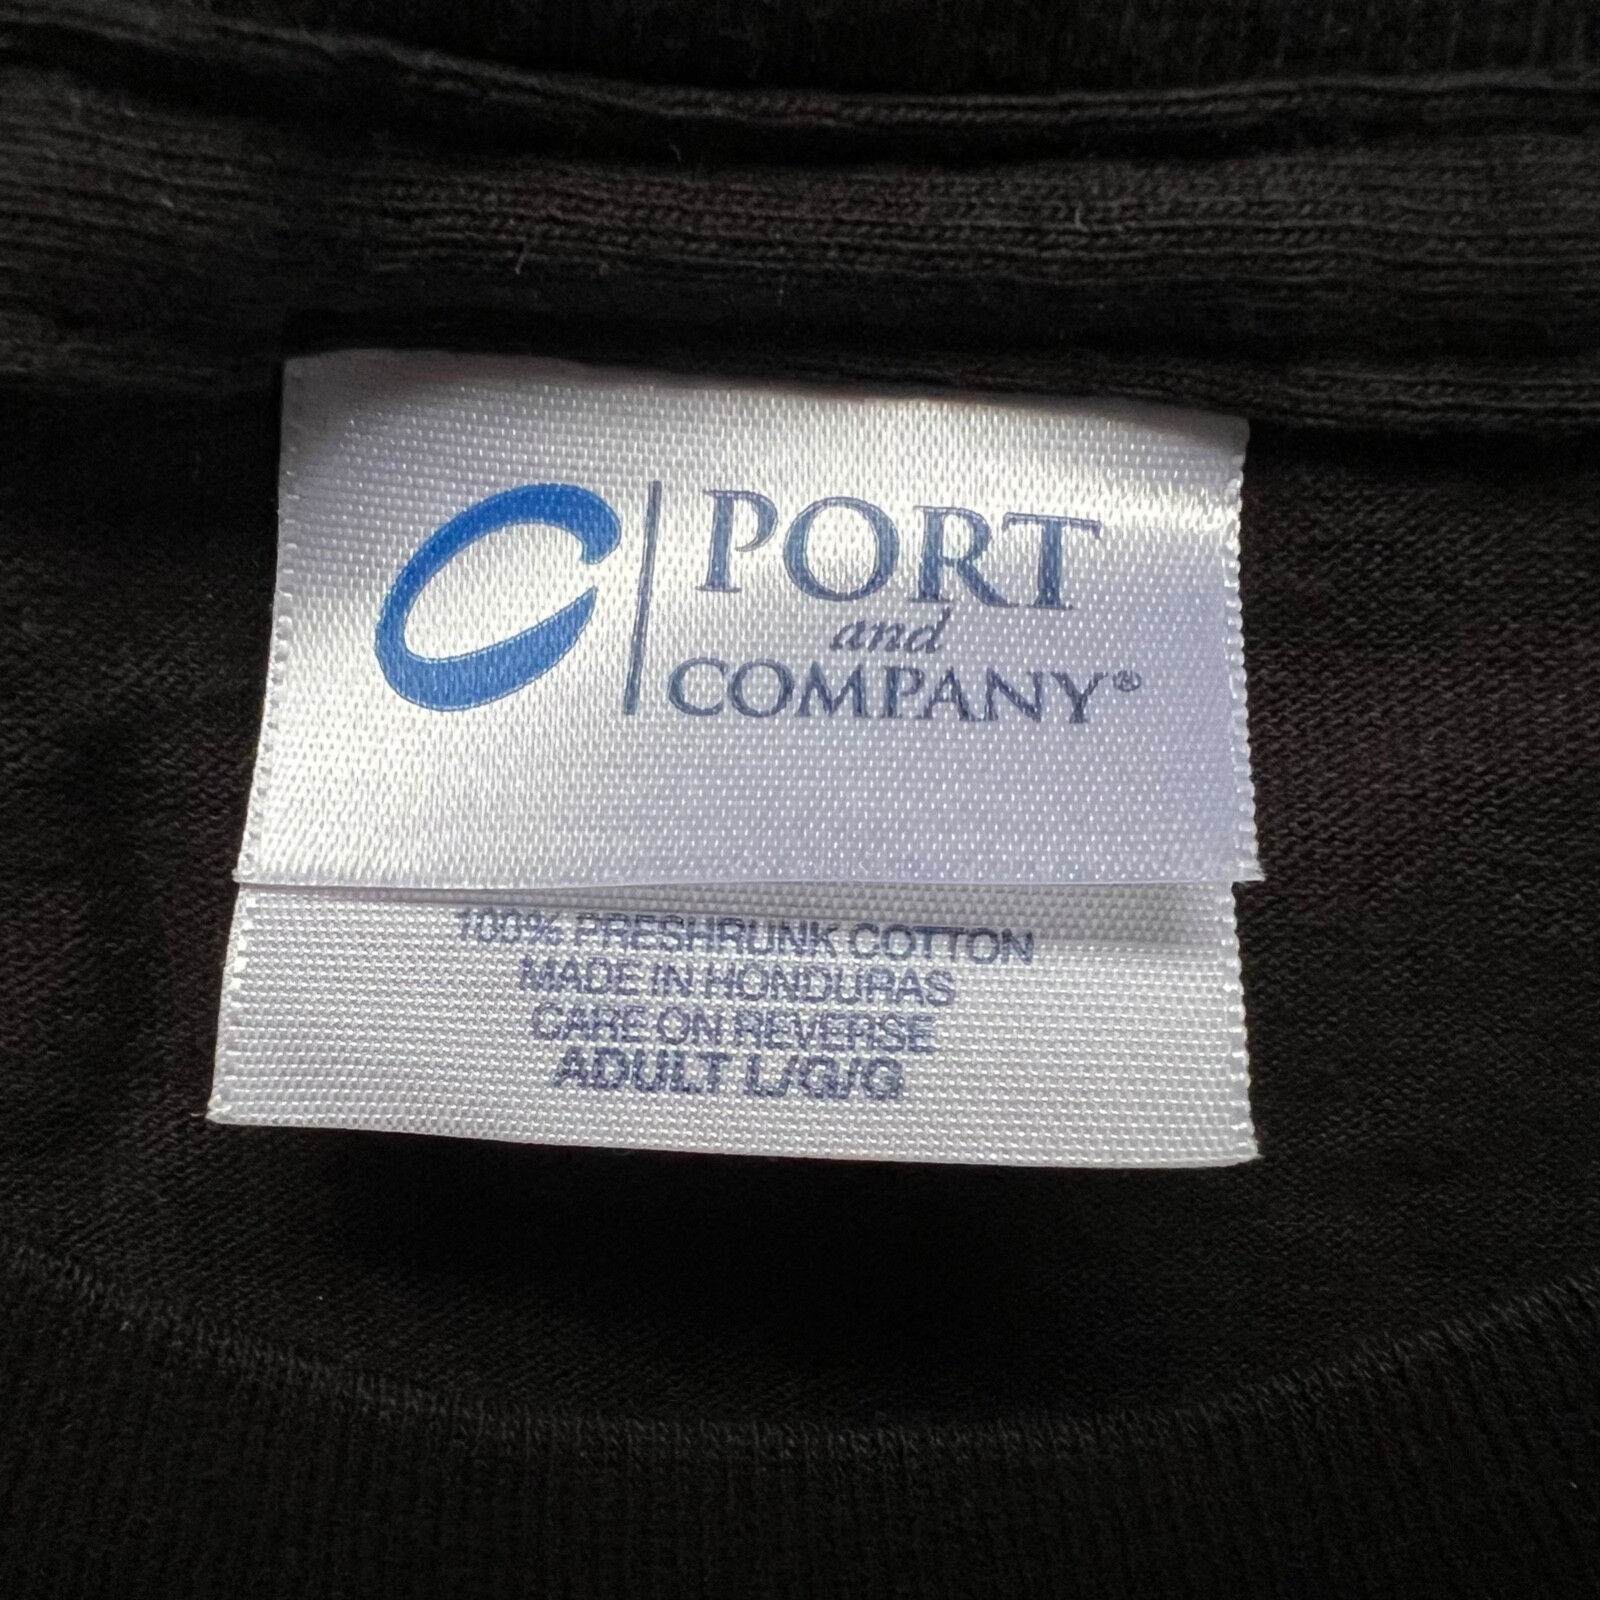 PORT
and
COMPANY®
100% PRESHRUNK COTTON
MADE IN HONDURAS
CARE ON REVERSE
ADULT L/G/G